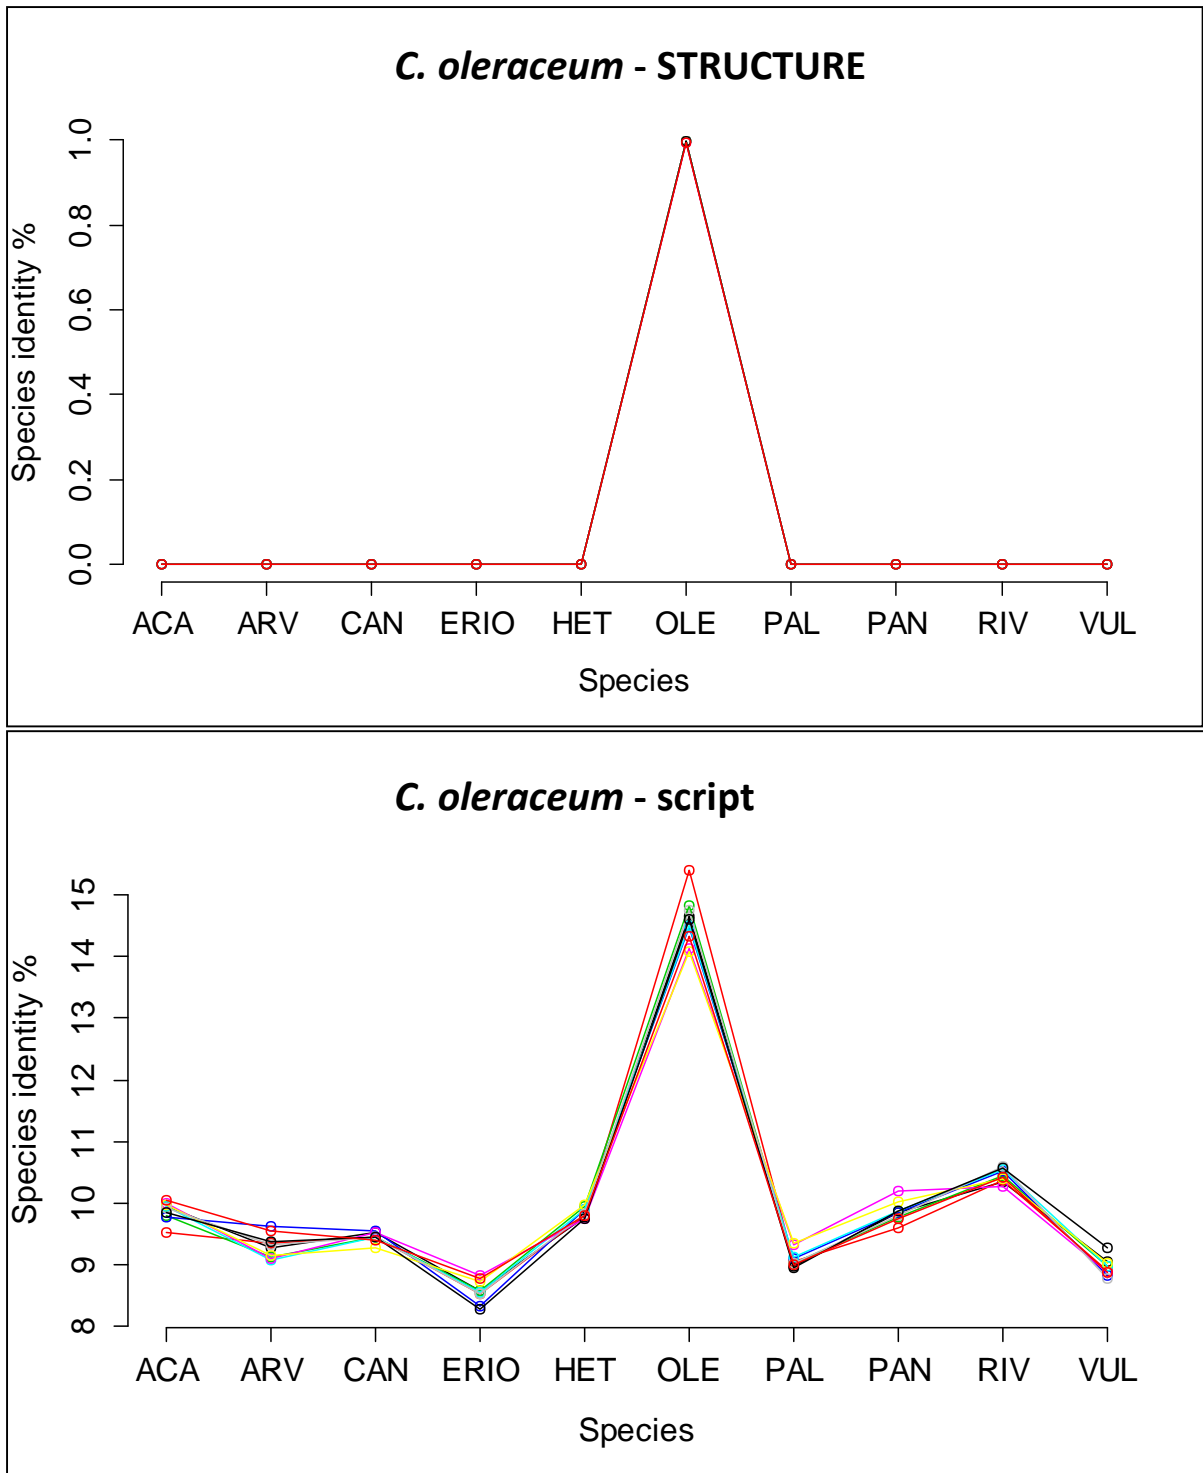 C. oleraceum - STRUCTURE
Species identity %
1.0
0.8
0.6
0.4
0.2
0.0
ACA ARV CAN ERIO HET OLE PAL PAN RIV VUL
Species
C. oleraceum - script
Species identity %
15
14
13
12
11
10
9
8
ACA ARV CAN ERIO HET OLE PAL PAN RIV VUL
Species